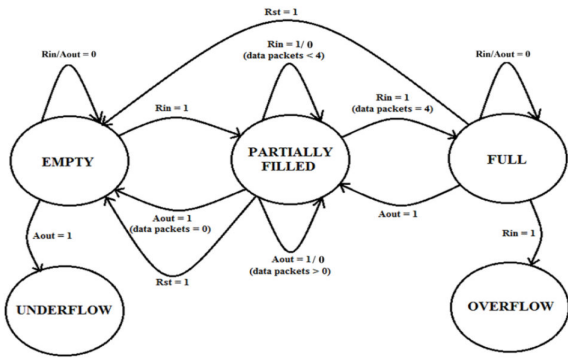 Rst = 1
Rin/Aout = 0
Rin = 1/ 0
(data packets < 4)
Rin/Aout = 0
Rin = 1
Rin = 1
(data packets = 4)
EMPTY
PARTIALLY
FILLED
FULL
Aout = 1
(data packets = 0)
Aout = 1
Aout = 1
Aout = 1/ 0
(data packets > 0)
Rin = 1
Rst = 1
UNDERFLOW
OVERFLOW